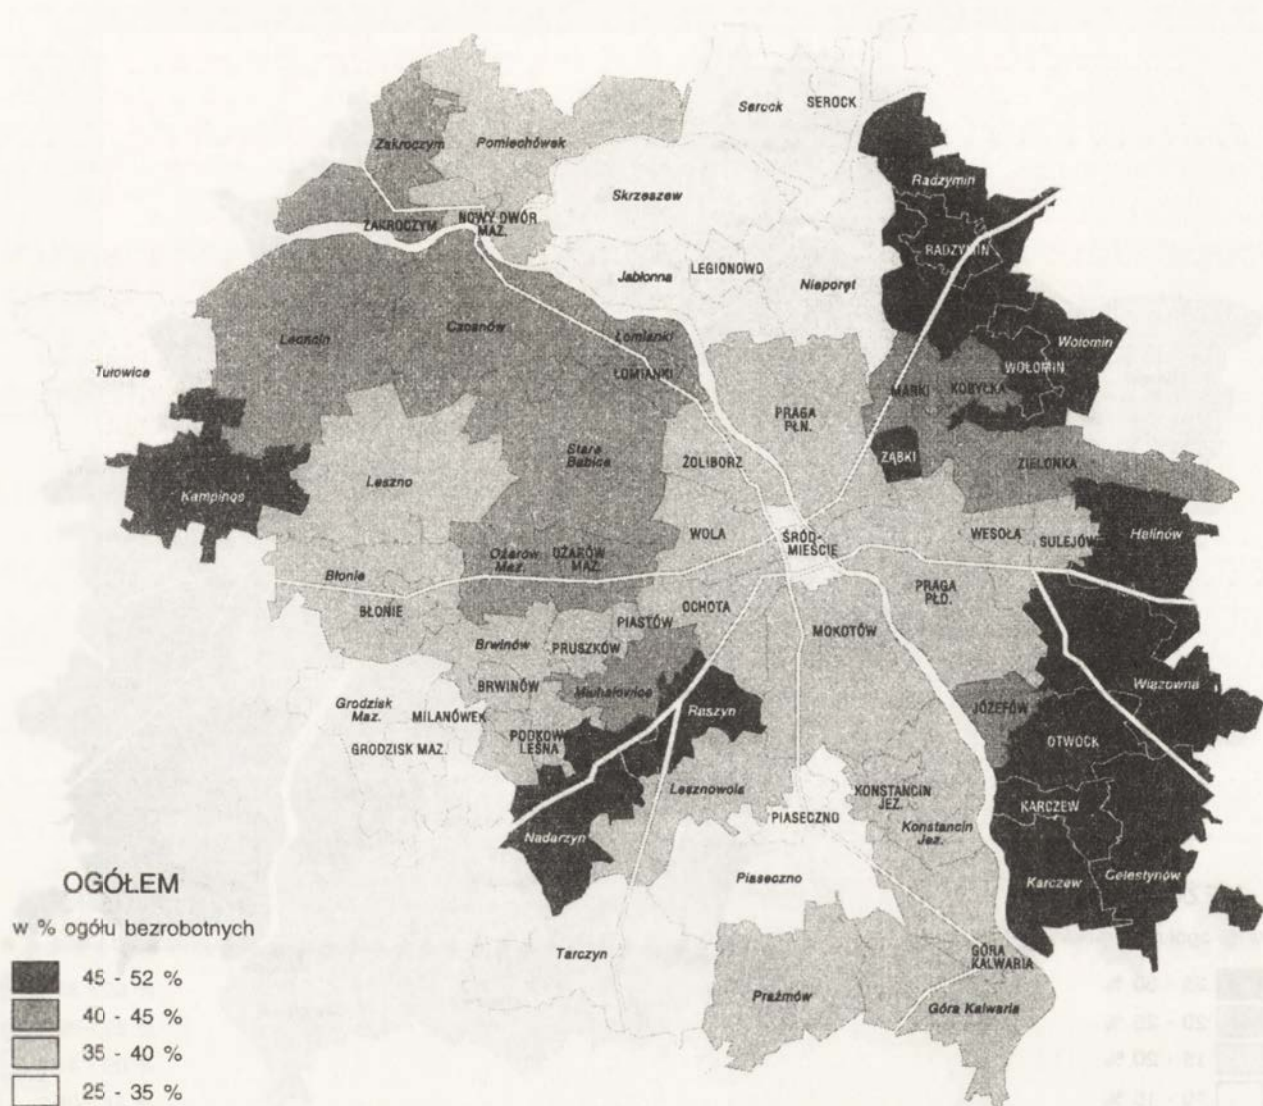 Serock
SEROCK
Zakroczym
Pomiechówek
Radzymin
Skrzeszew
ZAKROCZYM
NOWY DWÓR
MAZ.
RADZYMIN
Jabłonna
LEGIONOWO
Nieporęt
Leoncin
Czosnów
Łomianki
ŁOMIANKI
Wołomin
WOŁOMIN
Tułowice
MARKI
KOBYŁKA
PRAGA
PŁN.
Stare
Babice
ŻOLIBORZ
ZĄBKI
ZIELONKA
Leszno
Kampinos
WOLA
ŚRÓD-
MIEŚCIE
WESOŁA
SULEJÓW
Halinów
Ożarów
Maz.
OŻARÓW
MAZ.
Błonie
BŁONIE
PRAGA
PŁD.
OCHOTA
PIASTÓW
MOKOTÓW
Brwinów
PRUSZKÓW
BRWINÓW
Michałowice
Wiązowna
Grodzisk
Maz.
MILANÓWEK
Raszyn
JÓZEFÓW
GRODZISK MAZ.
PODKOWA
LEŚNA
OTWOCK
Lesznowola
KONSTANCIN
JEZ.
KARCZEW
PIASECZNO
Konstancin
Jez.
Nadarzyn
Piaseczno
Karczew
Celestynów
Tarczyn
GÓRA
KALWARIA
Prażmów
Góra Kalwaria
OGÓŁEM
w % ogółu bezrobotnych
45 - 52 %
40 - 45 %
35 - 40 %
25 - 35 %